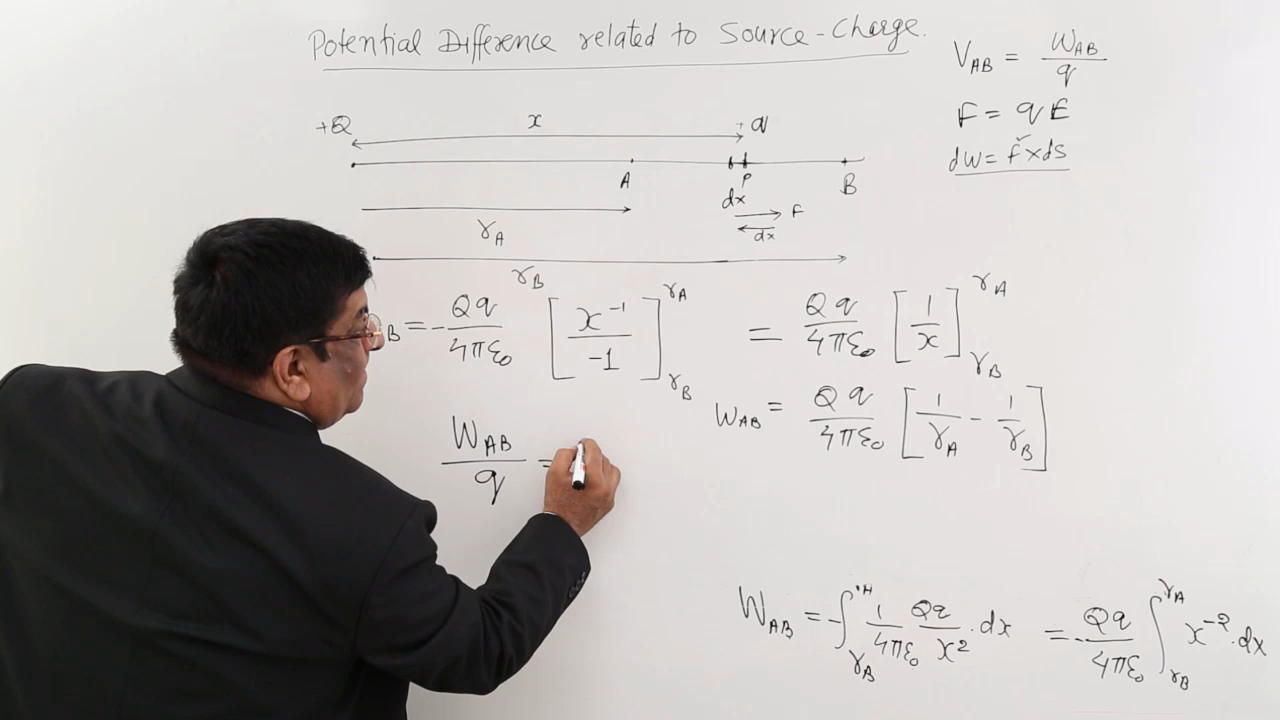 Potential Difference related to Source-Charge.
V_AB = W_AB / q
F = qE
dW = F × ds
+Q x + q
A P B
dx
F
dx
r_A
r_B
B = - Qq / 4πε₀ [ x⁻¹ / -1 ]_{r_B}^{r_A} = Qq / 4πε₀ [ 1 / x ]_{r_B}^{r_A}
W_AB = Qq / 4πε₀ [ 1 / r_A - 1 / r_B ]
W_AB / q =
W_AB = - ∫_{r_B}^{r_A} 1 / 4πε₀ Qq / x² . dx = - Qq / 4πε₀ ∫_{r_B}^{r_A} x⁻² . dx